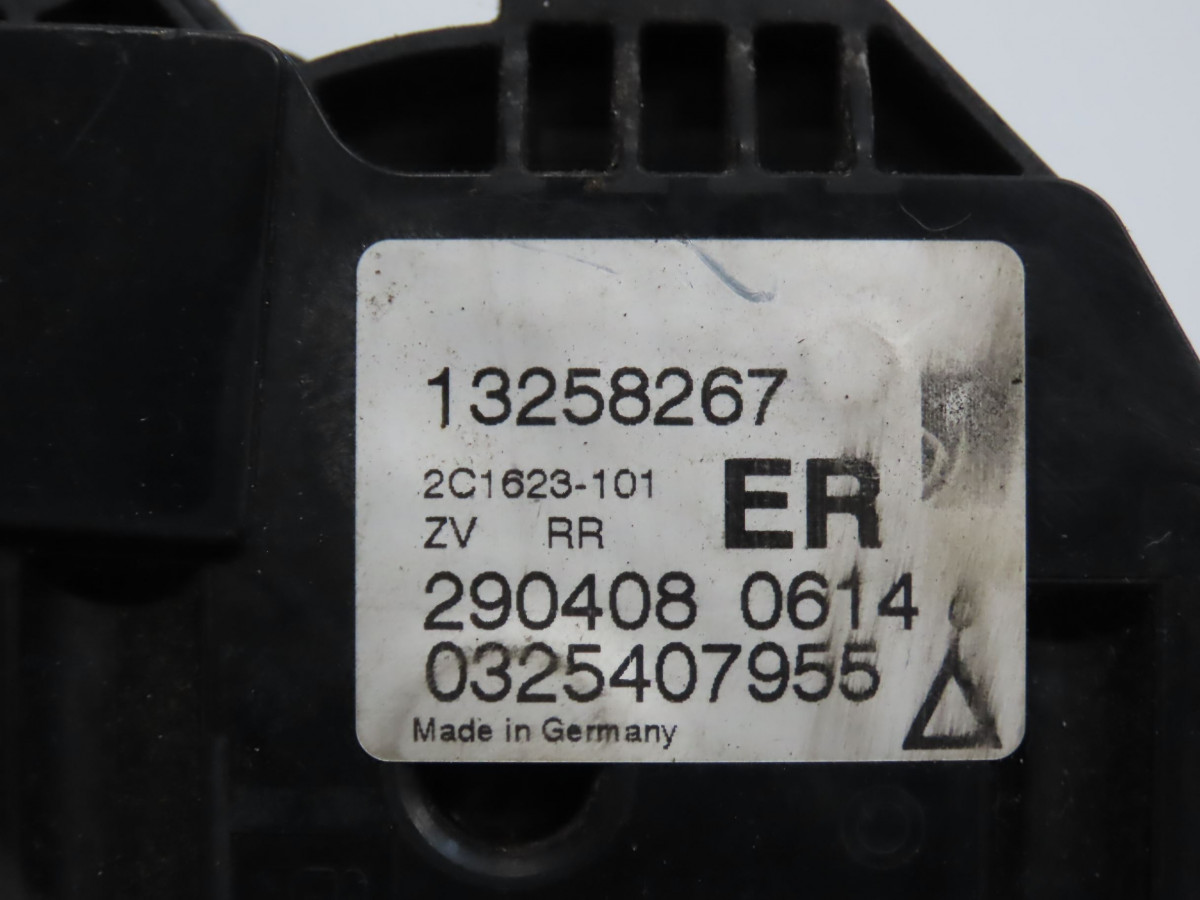 13258267
2C1623-101
ER
ZV RR
290408 0614
0325407955
Made in Germany